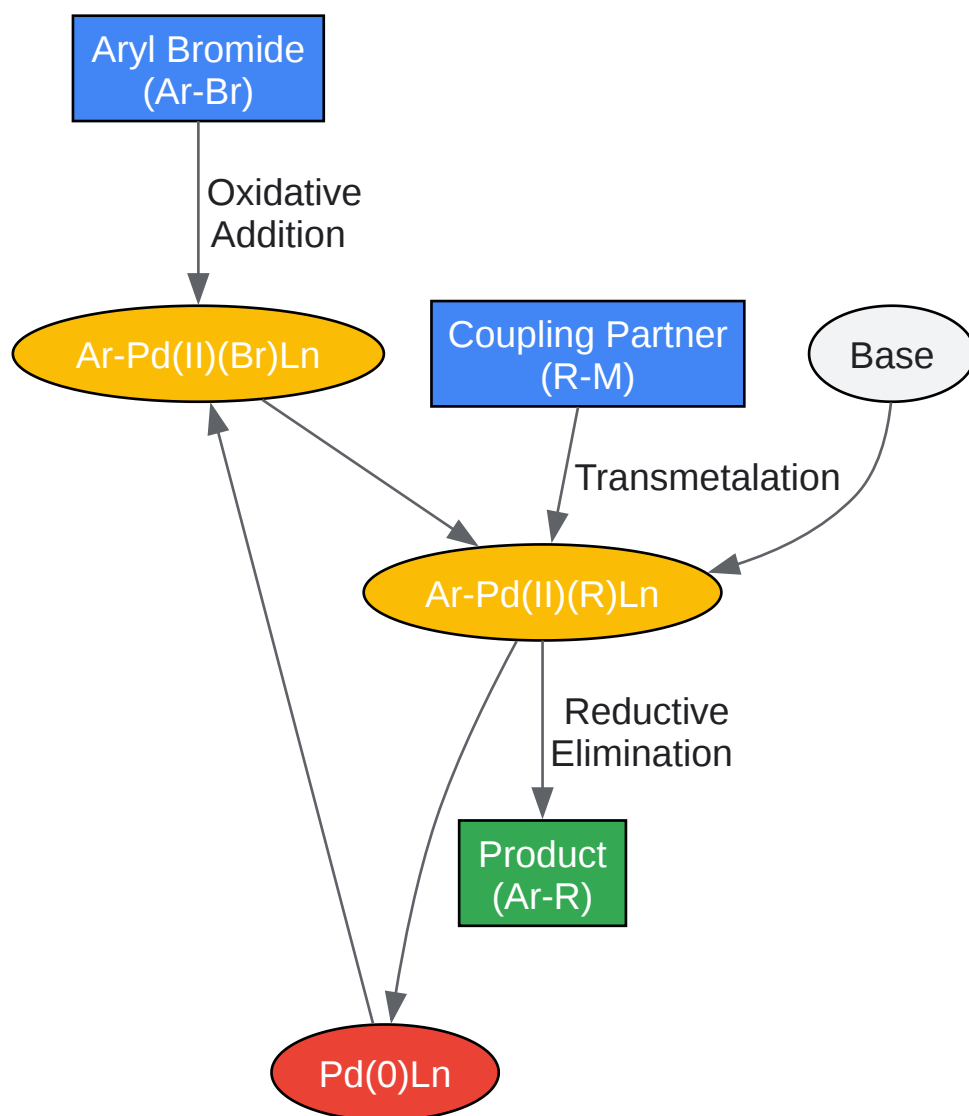 Aryl Bromide
(Ar-Br)
Oxidative
Addition
Ar-Pd(II)(Br)Ln
Coupling Partner
(R-M)
Base
Transmetalation
Ar-Pd(II)(R)Ln
Reductive
Elimination
Product
(Ar-R)
Pd(0)Ln